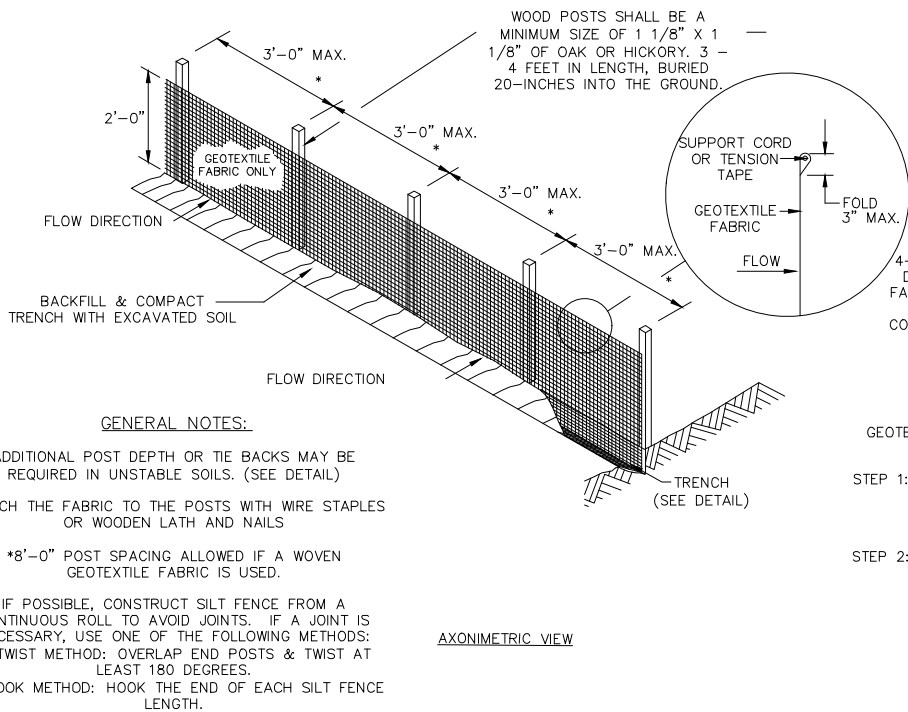 WOOD POSTS SHALL BE A
MINIMUM SIZE OF 1 1/8" X 1
1/8" OF OAK OR HICKORY. 3 –
4 FEET IN LENGTH, BURIED
20–INCHES INTO THE GROUND.
3'–0" MAX.
*
2'–0"
3'–0" MAX.
*
GEOTEXTILE
FABRIC ONLY
3'–0" MAX.
*
3'–0" MAX.
*
SUPPORT CORD
OR TENSION
TAPE
FOLD
3" MAX.
GEOTEXTILE
FABRIC
FLOW
FLOW DIRECTION
BACKFILL & COMPACT
TRENCH WITH EXCAVATED SOIL
FLOW DIRECTION
TRENCH
(SEE DETAIL)
GENERAL NOTES:
ADDITIONAL POST DEPTH OR TIE BACKS MAY BE
REQUIRED IN UNSTABLE SOILS. (SEE DETAIL)
CH THE FABRIC TO THE POSTS WITH WIRE STAPLES
OR WOODEN LATH AND NAILS
*8'–0" POST SPACING ALLOWED IF A WOVEN
GEOTEXTILE FABRIC IS USED.
IF POSSIBLE, CONSTRUCT SILT FENCE FROM A
NTINUOUS ROLL TO AVOID JOINTS. IF A JOINT IS
CESSARY, USE ONE OF THE FOLLOWING METHODS:
TWIST METHOD: OVERLAP END POSTS & TWIST AT
LEAST 180 DEGREES.
OOK METHOD: HOOK THE END OF EACH SILT FENCE
LENGTH.
AXONIMETRIC VIEW
4–
FA
CO
GEOTE
STEP 1:
STEP 2: